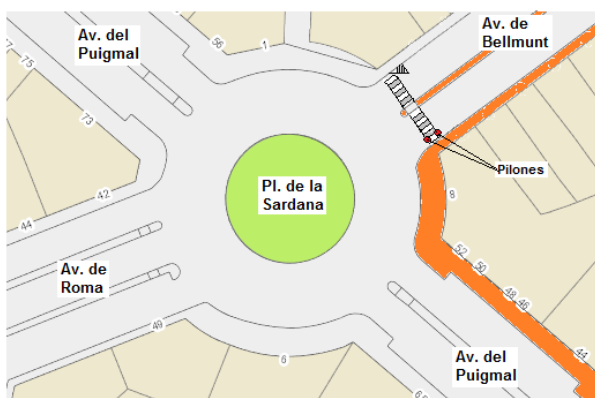 Av. del
Puigmal
Av. de
Bellmunt
56
1
75
73
Pl. de la
Sardana
Pilones
8
42
44
Av. de
Roma
52
50
48
46
49
6
44
Av. del
Puigmal